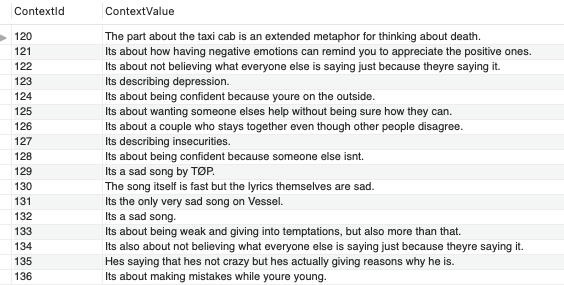 ContextId ContextValue
120 The part about the taxi cab is an extended metaphor for thinking about death.
121 Its about how having negative emotions can remind you to appreciate the positive ones.
122 Its about not believing what everyone else is saying just because theyre saying it.
123 Its describing depression.
124 Its about being confident because youre on the outside.
125 Its about wanting someone elses help without being sure how they can.
126 Its about a couple who stays together even though other people disagree.
127 Its describing insecurities.
128 Its about being confident because someone else isnt.
129 Its a sad song by TØP.
130 The song itself is fast but the lyrics themselves are sad.
131 Its the only very sad song on Vessel.
132 Its a sad song.
133 Its about being weak and giving into temptations, but also more than that.
134 Its also about not believing what everyone else is saying just because theyre saying it.
135 Hes saying that hes not crazy but hes actually giving reasons why he is.
136 Its about making mistakes while youre young.